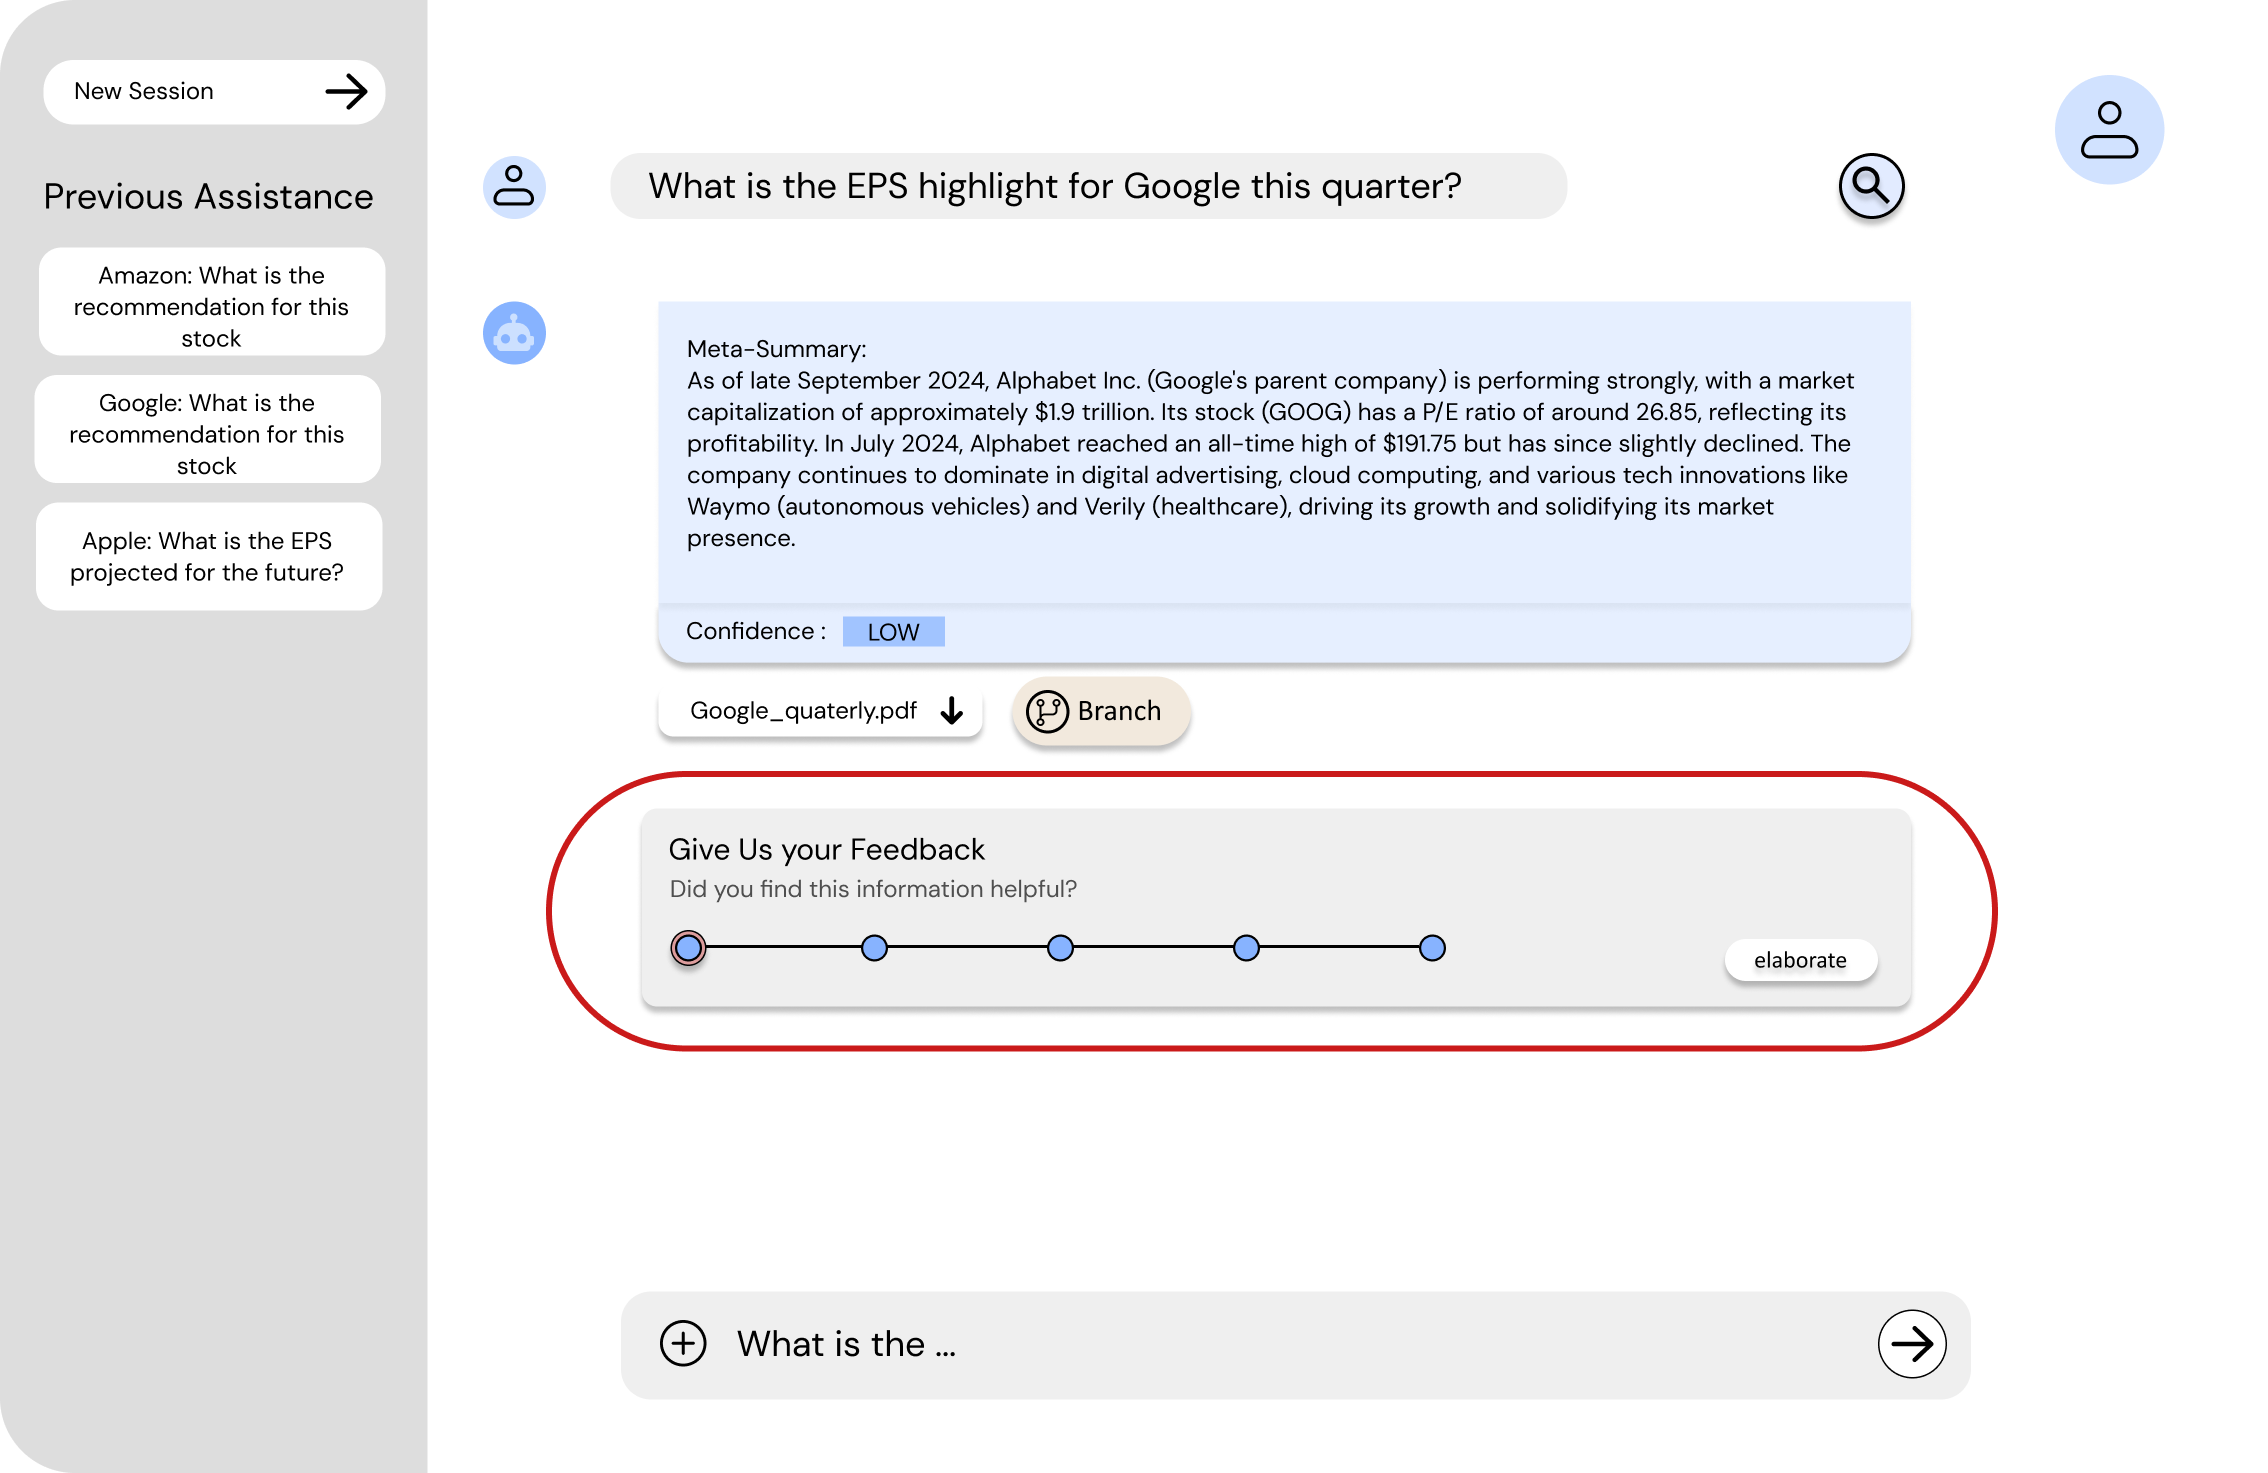 New Session
Previous Assistance
Amazon: What is the
recommendation for this
stock
Google: What is the
recommendation for this
stock
Apple: What is the EPS
projected for the future?
What is the EPS highlight for Google this quarter?
Meta-Summary:
As of late September 2024, Alphabet Inc. (Google's parent company) is performing strongly, with a market
capitalization of approximately $1.9 trillion. Its stock (GOOG) has a P/E ratio of around 26.85, reflecting its
profitability. In July 2024, Alphabet reached an all-time high of $191.75 but has since slightly declined. The
company continues to dominate in digital advertising, cloud computing, and various tech innovations like
Waymo (autonomous vehicles) and Verily (healthcare), driving its growth and solidifying its market
presence.
Confidence : LOW
Google_quaterly.pdf
Branch
Give Us your Feedback
Did you find this information helpful?
elaborate
What is the ...